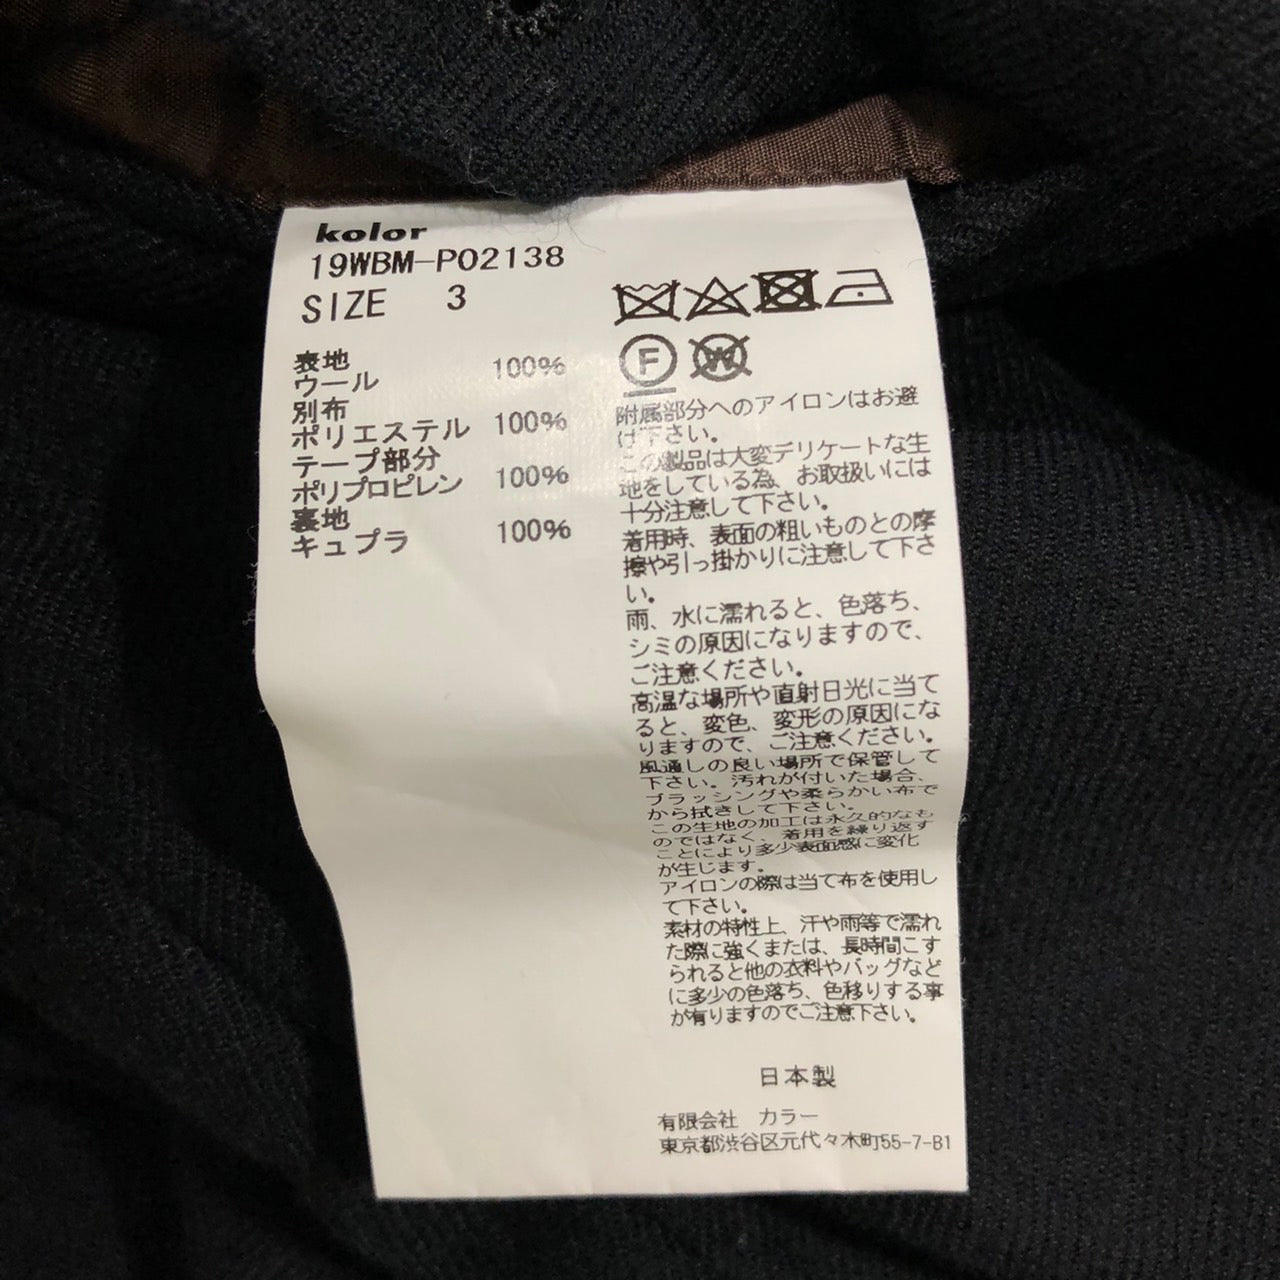 kolor
19WBM-P02138
SIZE 3
表地
ウール 100%
別布
ポリエステル 100%
テープ部分
ポリプロピレン 100%
裏地
キュプラ 100%
F
W
附属部分へのアイロンはお避
け下さい。
この製品は大変デリケートな生
地をしている為、お取扱いには
十分注意して下さい。
着用時、表面の粗いものとの摩
擦や引っ掛かりに注意して下さ
い。
雨、水に濡れると、色落ち、
シミの原因になりますので、
ご注意ください。
高温な場所や直射日光に当て
ると、変色、変形の原因にな
りますので、ご注意ください。
風通しの良い場所で保管して
下さい。汚れが付いた場合、
ブラッシングや柔らかい布で
から拭きして下さい。
この生地の加工は永久的なも
のではなく、着用を繰り返す
ことにより多少表面感に変化
が生じます。
アイロンの際は当て布を使用し
て下さい。
素材の特性上、汗や雨等で濡れ
た際に強くまたは、長時間こす
られると他の衣料やバッグなど
に多少の色落ち、色移りする事
が有りますのでご注意下さい。
日本製
有限会社 カラー
東京都渋谷区元代々木町55-7-B1